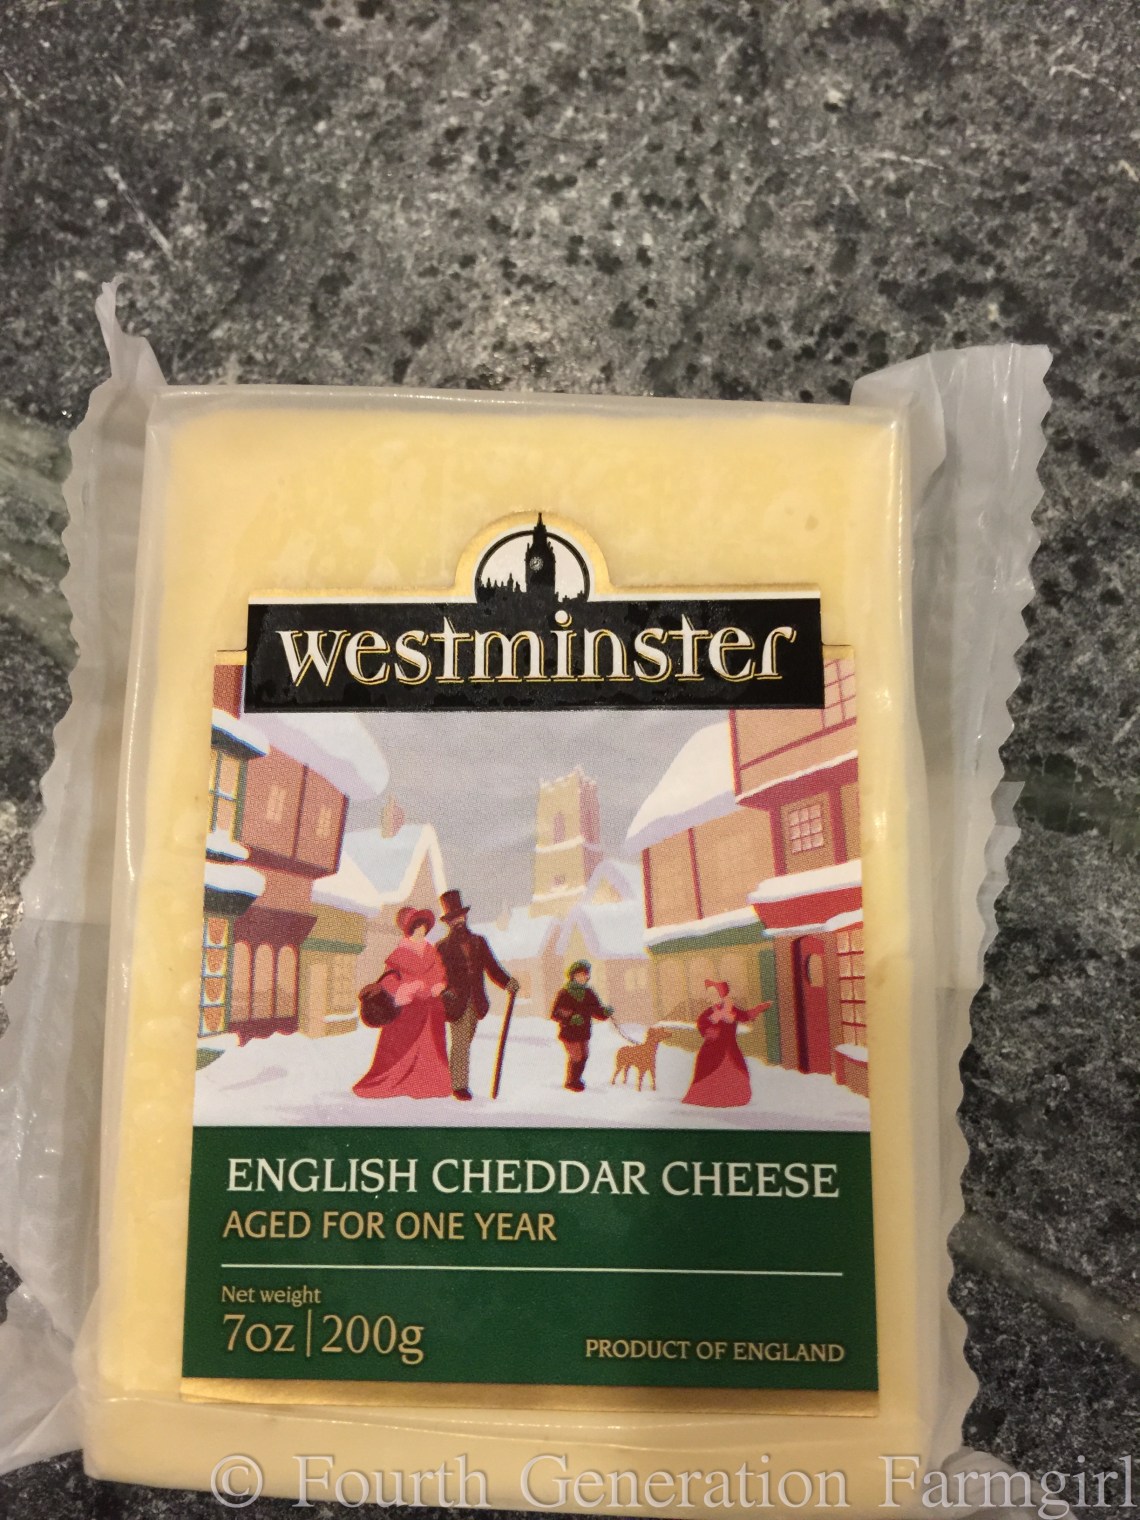 westminster
ENGLISH CHEDDAR CHEESE
AGED FOR ONE YEAR
Net weight
7oz | 200g
PRODUCT OF ENGLAND
© Fourth Generation Farmgirl